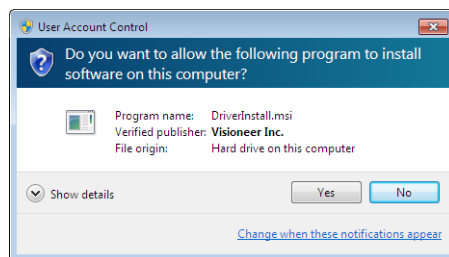 User Account Control
Do you want to allow the following program to install
software on this computer?
Program name: DriverInstall.msi
Verified publisher: Visioneer Inc.
File origin: Hard drive on this computer
Show details
Yes
No
Change when these notifications appear